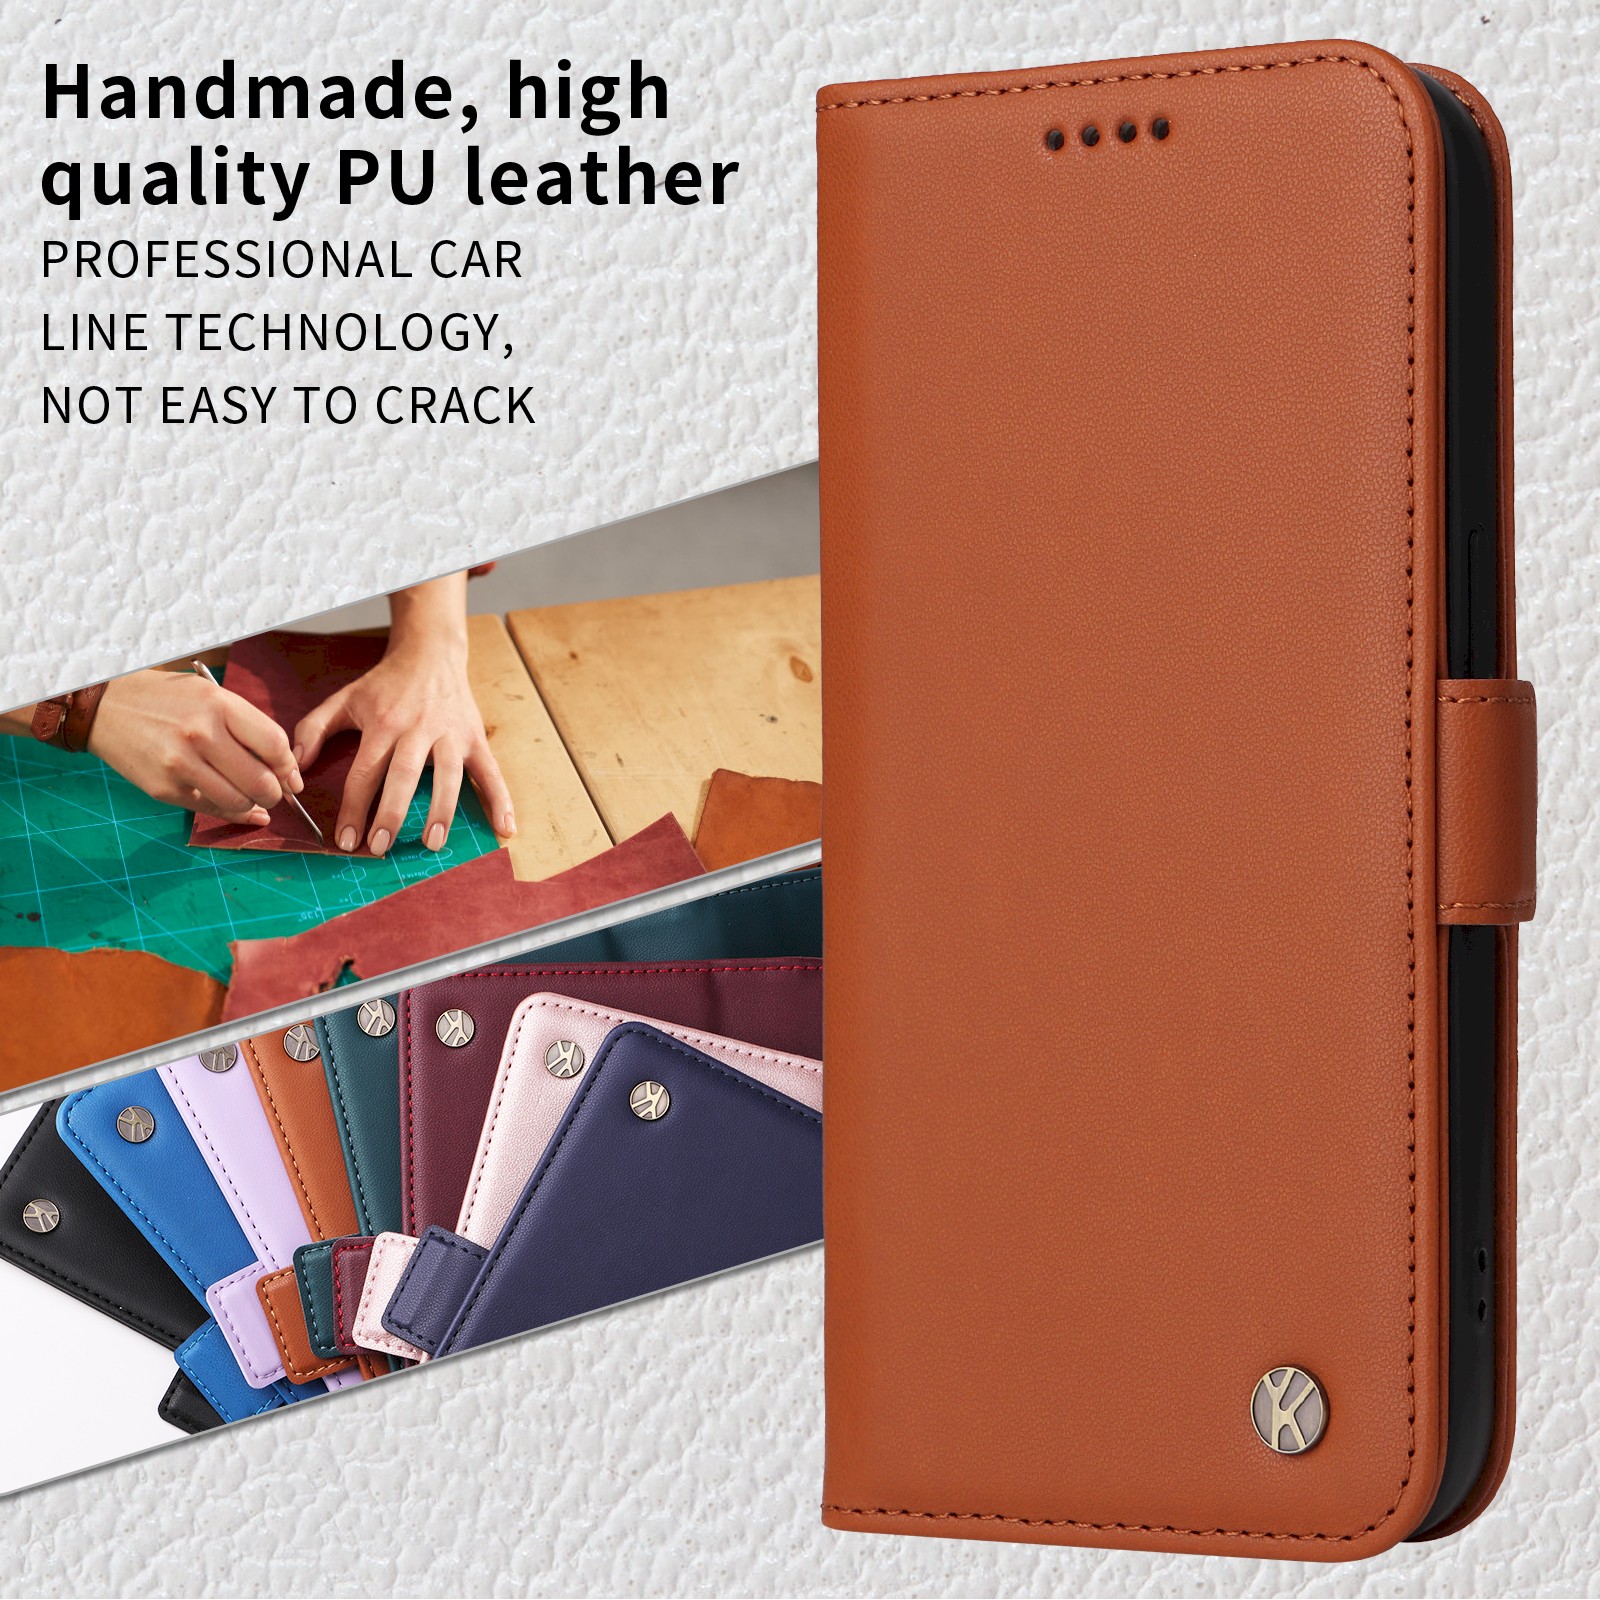 Handmade, high
quality PU leather
PROFESSIONAL CAR
LINE TECHNOLOGY,
NOT EASY TO CRACK